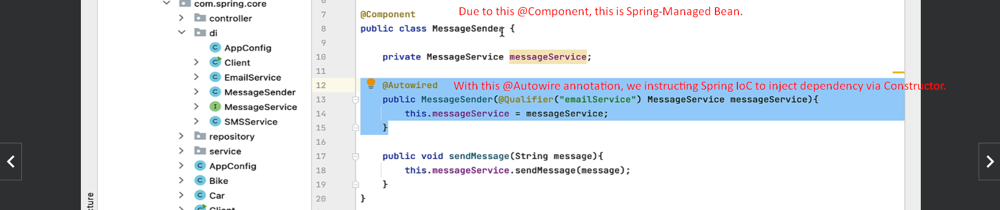 com.spring.core
controller
di
AppConfig
Client
EmailService
MessageSender
MessageService
SMSService
repository
service
AppConfig
Bike
Car
Client
cture
7 @Component Due to this @Component, this is Spring-Managed Bean.
8 public class MessageSender {
9
10 private MessageService messageService;
11
12 @Autowired With this @Autowire annotation, we instructing Spring IoC to inject dependency via Constructor.
13 public MessageSender(@Qualifier("emailService") MessageService messageService){
14 this.messageService = messageService;
15 }
16
17 public void sendMessage(String message){
18 this.messageService.sendMessage(message);
19 }
20 }